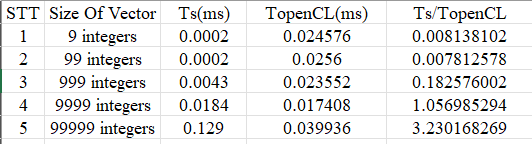 STT Size Of Vector Ts(ms) TopenCL(ms) Ts/TopenCL
1 9 integers 0.0002 0.024576 0.008138102
2 99 integers 0.0002 0.0256 0.007812578
3 999 integers 0.0043 0.023552 0.182576002
4 9999 integers 0.0184 0.017408 1.056985294
5 99999 integers 0.129 0.039936 3.230168269